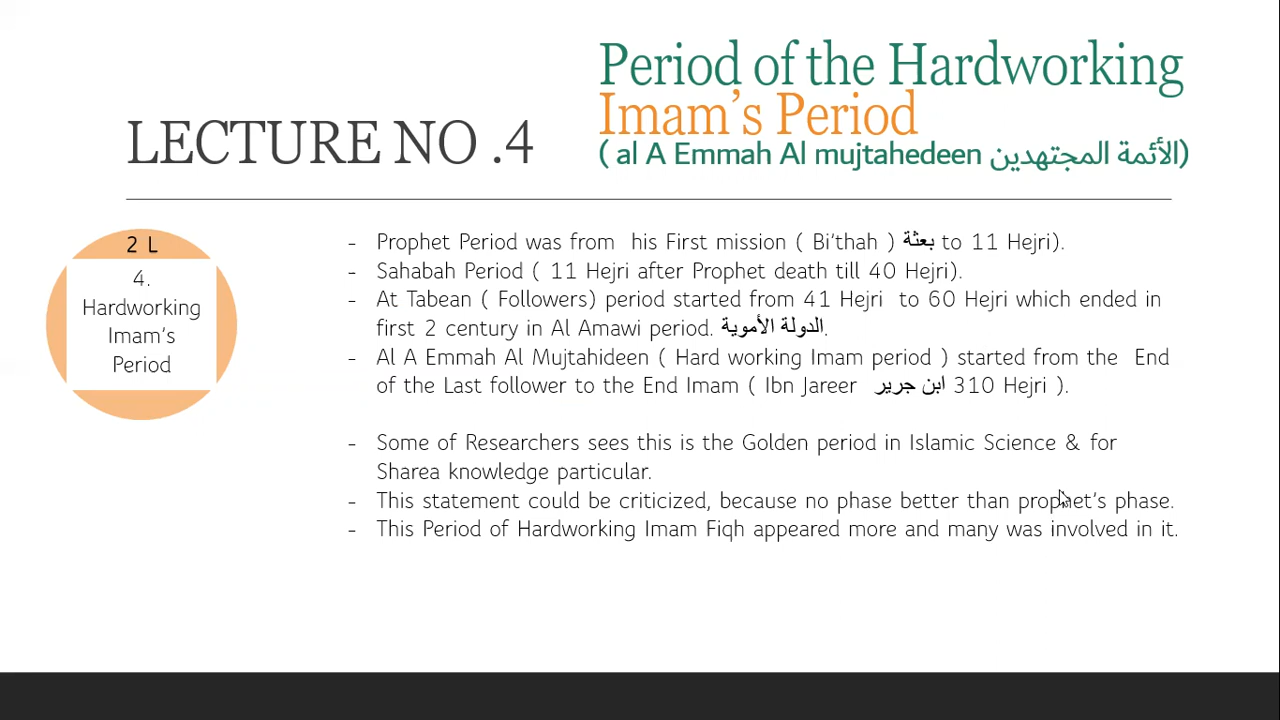 LECTURE NO .4
Period of the Hardworking
Imam’s Period
( al A Emmah Al mujtahedeen الأئمة المجتهدين)
2 L
4.
Hardworking
Imam’s
Period
- Prophet Period was from his First mission ( Bi’thah ) بعثة to 11 Hejri).
- Sahabah Period ( 11 Hejri after Prophet death till 40 Hejri).
- At Tabean ( Followers) period started from 41 Hejri to 60 Hejri which ended in
first 2 century in Al Amawi period. الدولة الأموية.
- Al A Emmah Al Mujtahideen ( Hard working Imam period ) started from the End
of the Last follower to the End Imam ( Ibn Jareer ابن جرير 310 Hejri ).
- Some of Researchers sees this is the Golden period in Islamic Science & for
Sharea knowledge particular.
- This statement could be criticized, because no phase better than prophet’s phase.
- This Period of Hardworking Imam Fiqh appeared more and many was involved in it.